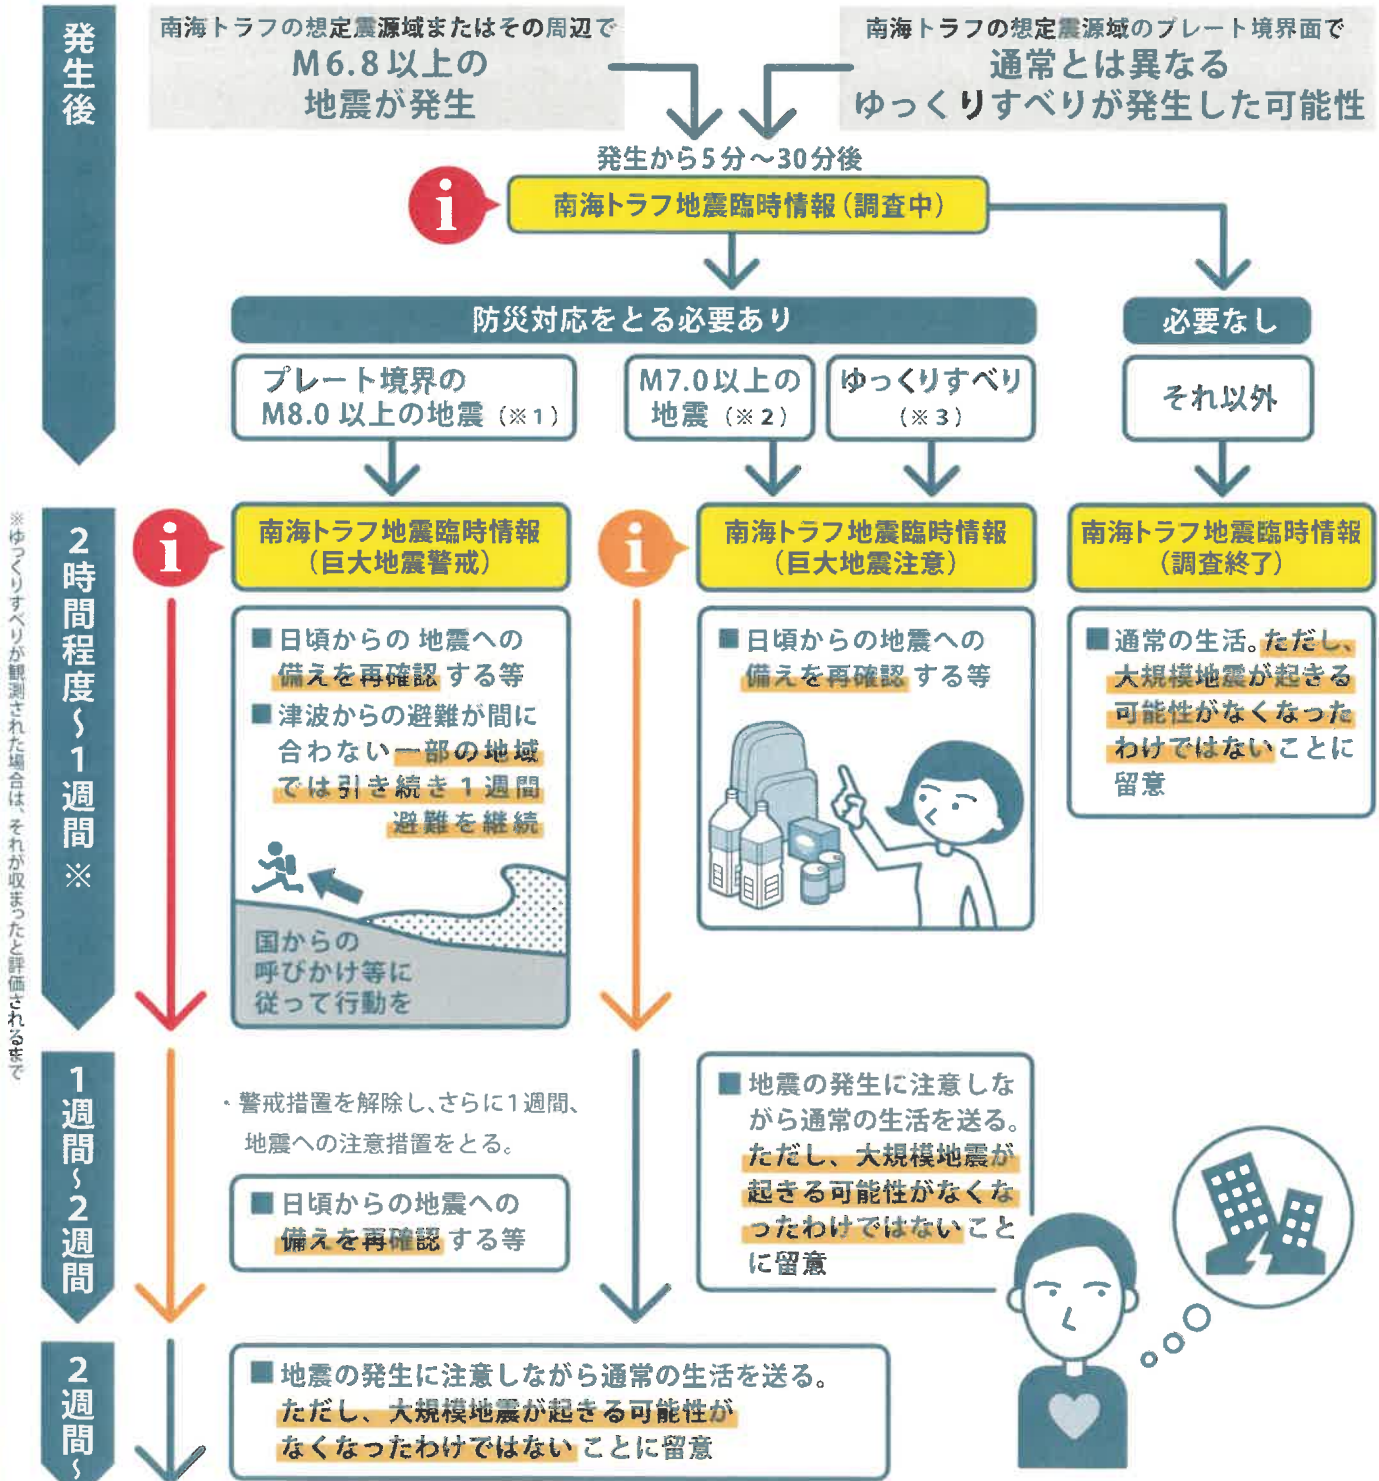 発生後
南海トラフの想定震源域またはその周辺で
M6.8以上の
地震が発生
南海トラフの想定震源域のプレート境界面で
通常とは異なる
ゆっくりすべりが発生した可能性
発生から5分～30分後
i
南海トラフ地震臨時情報（調査中）
防災対応をとる必要あり
必要なし
プレート境界の
M8.0以上の地震（※1）
M7.0以上の
地震（※2）
ゆっくりすべり
（※3）
それ以外
2時間程度～1週間※
※ゆっくりすべりが観測された場合は、それが収まったと評価されるまで
i
南海トラフ地震臨時情報
（巨大地震警戒）
i
南海トラフ地震臨時情報
（巨大地震注意）
南海トラフ地震臨時情報
（調査終了）
■日頃からの 地震への
備えを再確認 する等
■津波からの避難が間に
合わない一部の地域
では引き続き1週間
避難を継続
国からの
呼びかけ等に
従って行動を
■日頃からの地震への
備えを再確認 する等
■通常の生活。ただし、
大規模地震が起きる
可能性がなくなった
わけではないことに
留意
1週間～2週間
・警戒措置を解除し、さらに1週間、
地震への注意措置をとる。
■日頃からの地震への
備えを再確認 する等
■地震の発生に注意しな
がら通常の生活を送る。
ただし、大規模地震が
起きる可能性がなくな
ったわけではないこと
に留意
2週間～
■地震の発生に注意しながら通常の生活を送る。
ただし、大規模地震が起きる可能性が
なくなったわけではない ことに留意